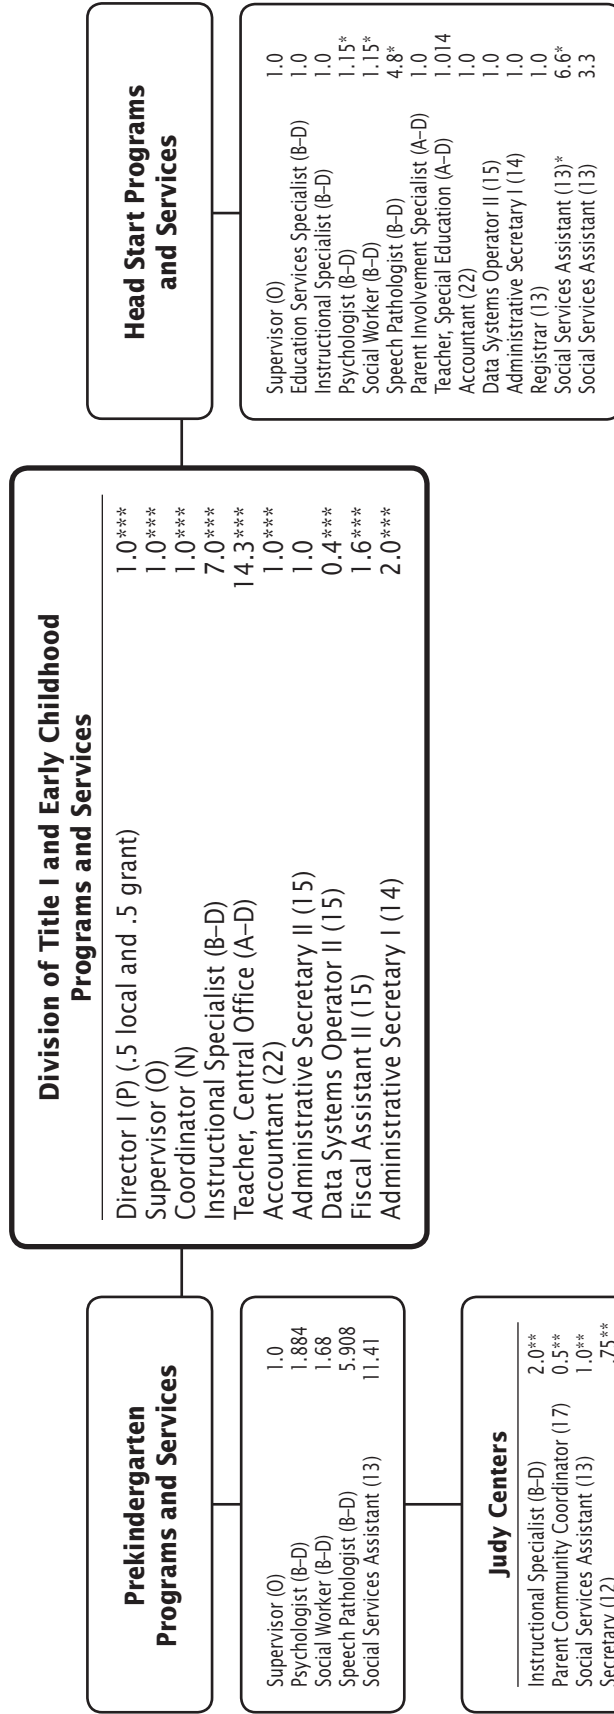 Division of Title I and Early Childhood
Programs and Services
Director I (P) (.5 local and .5 grant) 1.0***
Supervisor (O) 1.0***
Coordinator (N) 1.0***
Instructional Specialist (B–D) 7.0***
Teacher, Central Office (A–D) 14.3***
Accountant (22) 1.0***
Administrative Secretary II (15) 1.0
Data Systems Operator II (15) 0.4***
Fiscal Assistant II (15) 1.6***
Administrative Secretary I (14) 2.0***
Prekindergarten
Programs and Services
Supervisor (O) 1.0
Psychologist (B–D) 1.884
Social Worker (B–D) 1.68
Speech Pathologist (B–D) 5.908
Social Services Assistant (13) 11.41
Judy Centers
Instructional Specialist (B–D) 2.0**
Parent Community Coordinator (17) 0.5**
Social Services Assistant (13) 1.0**
Secretary (12) .75**
Head Start Programs
and Services
Supervisor (O) 1.0
Education Services Specialist (B–D) 1.0
Instructional Specialist (B–D) 1.0
Psychologist (B–D) 1.15*
Social Worker (B–D) 1.15*
Speech Pathologist (B–D) 4.8*
Parent Involvement Specialist (A–D) 1.0
Teacher, Special Education (A–D) 1.014
Accountant (22) 1.0
Data Systems Operator II (15) 1.0
Administrative Secretary I (14) 1.0
Registrar (13) 1.0
Social Services Assistant (13)* 6.6*
Social Services Assistant (13) 3.3